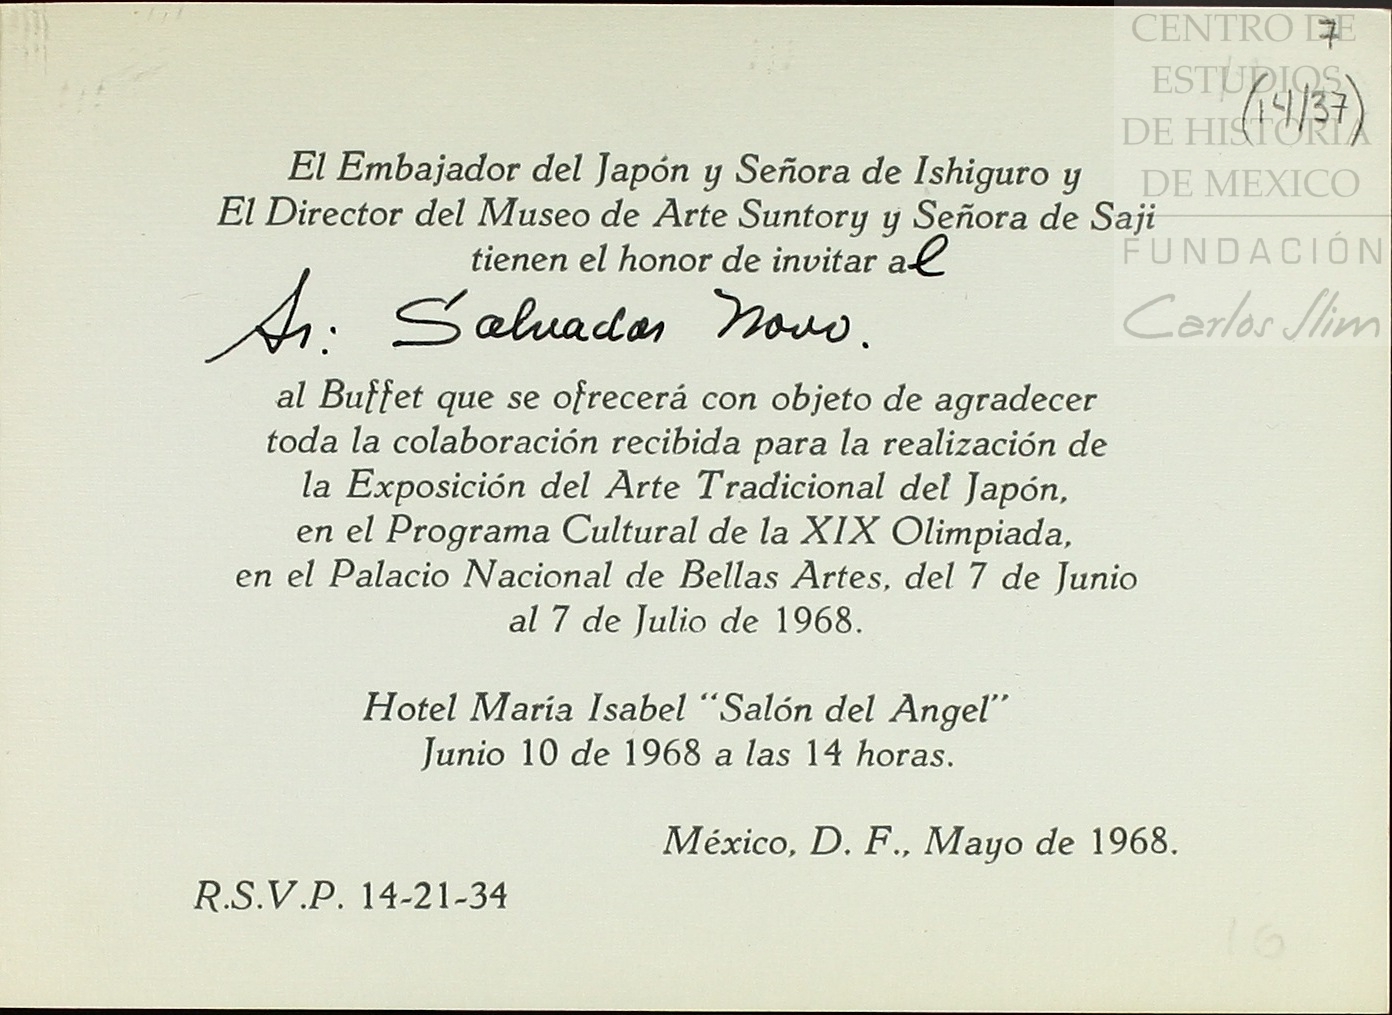 CENTRO DE
ESTUDIOS
DE HISTORIA
DE MEXICO
FUNDACIÓN
Carlos Slim
7
(14/37)
El Embajador del Japón y Señora de Ishiguro y
El Director del Museo de Arte Suntory y Señora de Saji
tienen el honor de invitar al
Sr: Salvador Novo.
al Buffet que se ofrecerá con objeto de agradecer
toda la colaboración recibida para la realización de
la Exposición del Arte Tradicional del Japón,
en el Programa Cultural de la XIX Olimpiada,
en el Palacio Nacional de Bellas Artes, del 7 de Junio
al 7 de Julio de 1968.
Hotel María Isabel "Salón del Angel"
Junio 10 de 1968 a las 14 horas.
México, D. F., Mayo de 1968.
R.S.V.P. 14-21-34
16